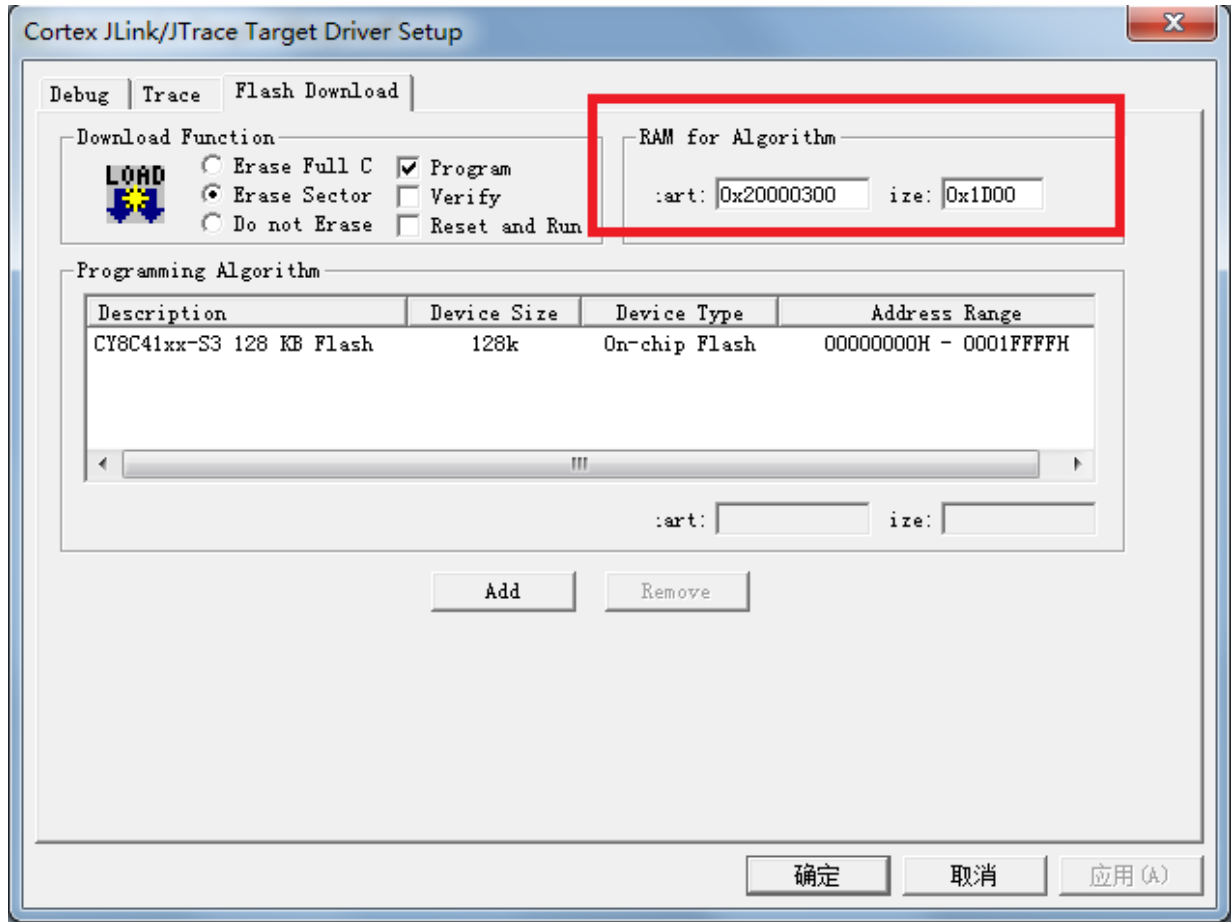 Cortex JLink/JTrace Target Driver Setup
Debug Trace Flash Download
Download Function
LOAD
Erase Full C
Erase Sector
Do not Erase
Program
Verify
Reset and Run
RAM for Algorithm
:art: 0x20000300 ize: 0x1D00
Programming Algorithm
Description Device Size Device Type Address Range
CY8C41xx-S3 128 KB Flash 128k On-chip Flash 00000000H - 0001FFFFH
:art: ize:
Add Remove
确定 取消 应用(A)